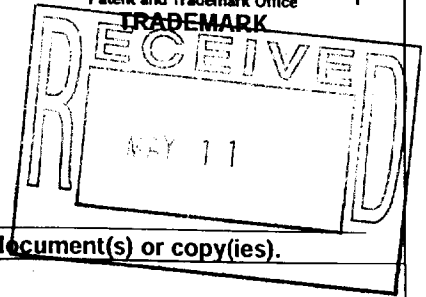 Patent and Trademark Office
TRADEMARK
RECEIVED
MAY 11
document(s) or copy(ies).